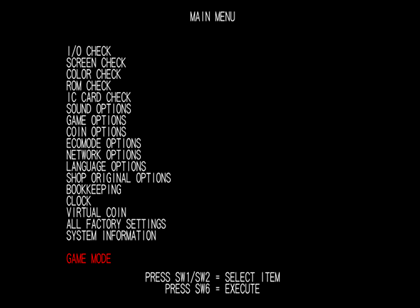 MAIN MENU
I/O CHECK
SCREEN CHECK
COLOR CHECK
ROM CHECK
IC CARD CHECK
SOUND OPTIONS
GAME OPTIONS
COIN OPTIONS
ECOMODE OPTIONS
NETWORK OPTIONS
LANGUAGE OPTIONS
SHOP ORIGINAL OPTIONS
BOOKKEEPING
CLOCK
VIRTUAL COIN
ALL FACTORY SETTINGS
SYSTEM INFORMATION
GAME MODE
PRESS SW1/SW2 = SELECT ITEM
PRESS SW6 = EXECUTE